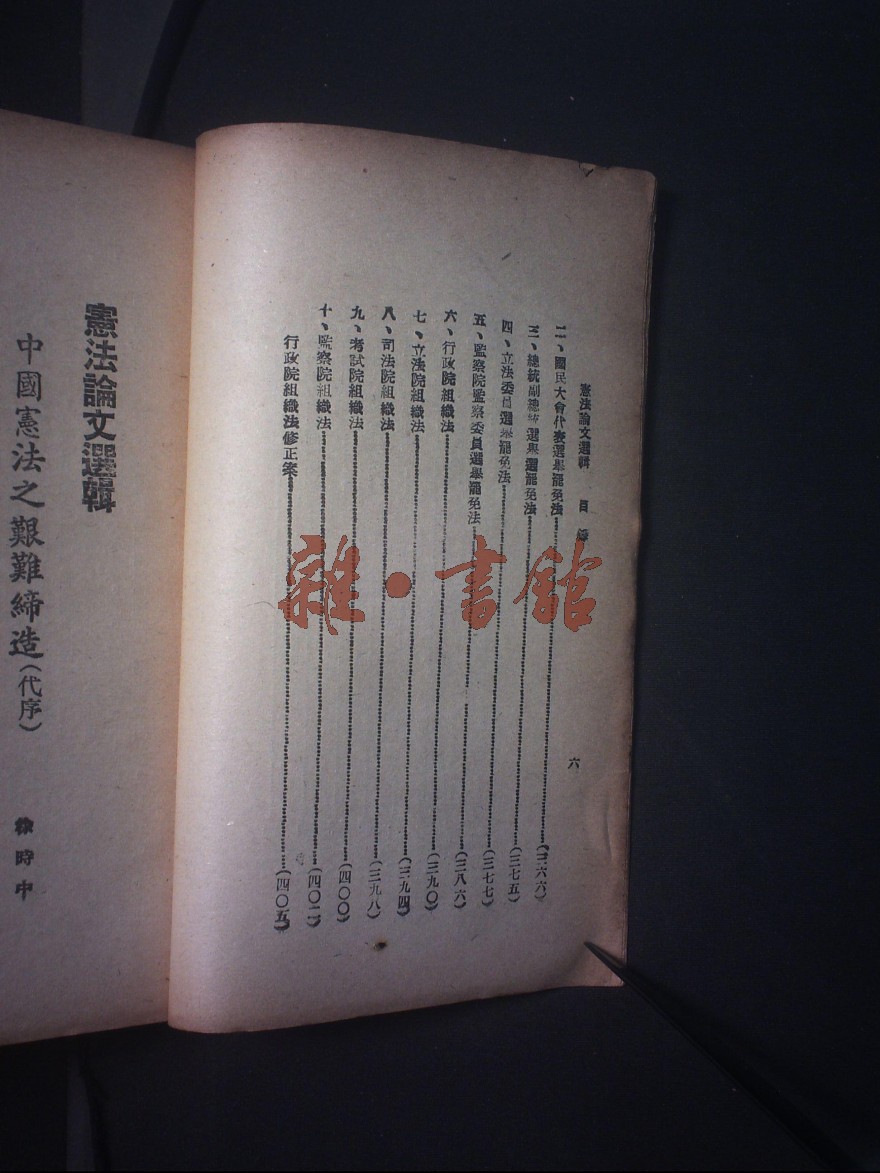 憲法論文選輯 目錄 六
二、國民大會代表選舉罷免法……(三六六)
三、總統副總統選舉選罷免法……(三七五)
四、立法委員選舉罷免法……(三七七)
五、監察院監察委員選舉罷免法……(三八六)
六、行政院組織法……(三九〇)
七、立法院組織法……(三九四)
八、司法院組織法……(三九八)
九、考試院組織法……(四〇〇)
十、監察院組織法……(四〇二)
行政院組織法修正案……(四〇五)
憲法論文選輯
中國憲法之艱難締造(代序) 徐時中
雜·書館